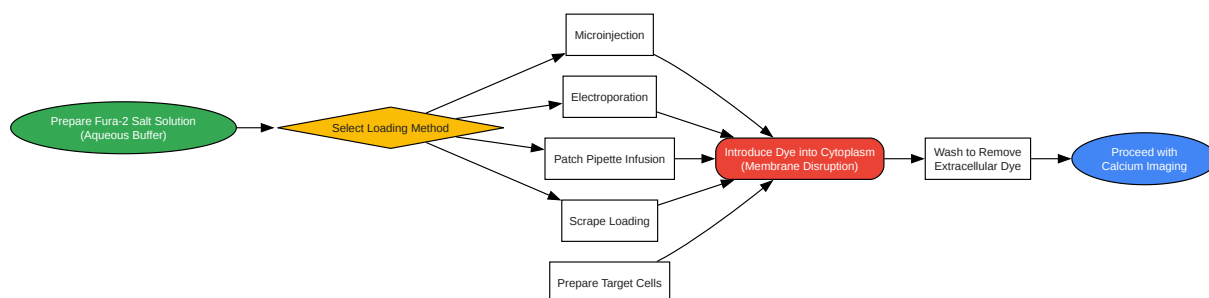 Prepare Fura-2 Salt Solution
(Aqueous Buffer)
Select Loading Method
Microinjection
Electroporation
Patch Pipette Infusion
Scrape Loading
Prepare Target Cells
Introduce Dye into Cytoplasm
(Membrane Disruption)
Wash to Remove
Extracellular Dye
Proceed with
Calcium Imaging